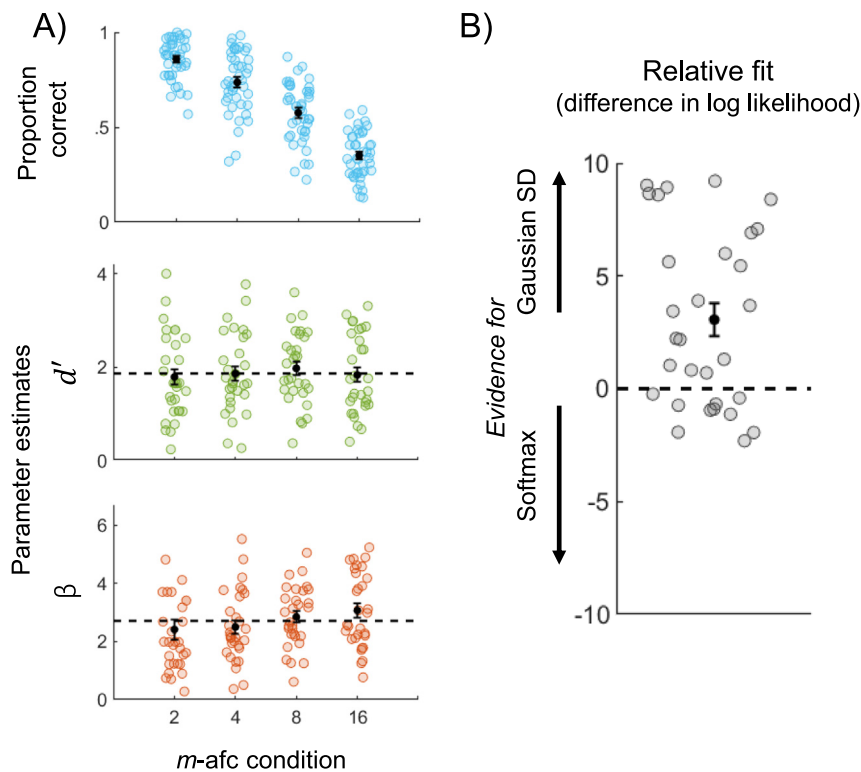 A)
1
.5
0
Proportion
correct
4
2
0
d′
Parameter estimates
6
4
2
0
β
2 4 8 16
m-afc condition
B)
Relative fit
(difference in log likelihood)
10
5
0
-5
-10
Gaussian SD
Evidence for
Softmax